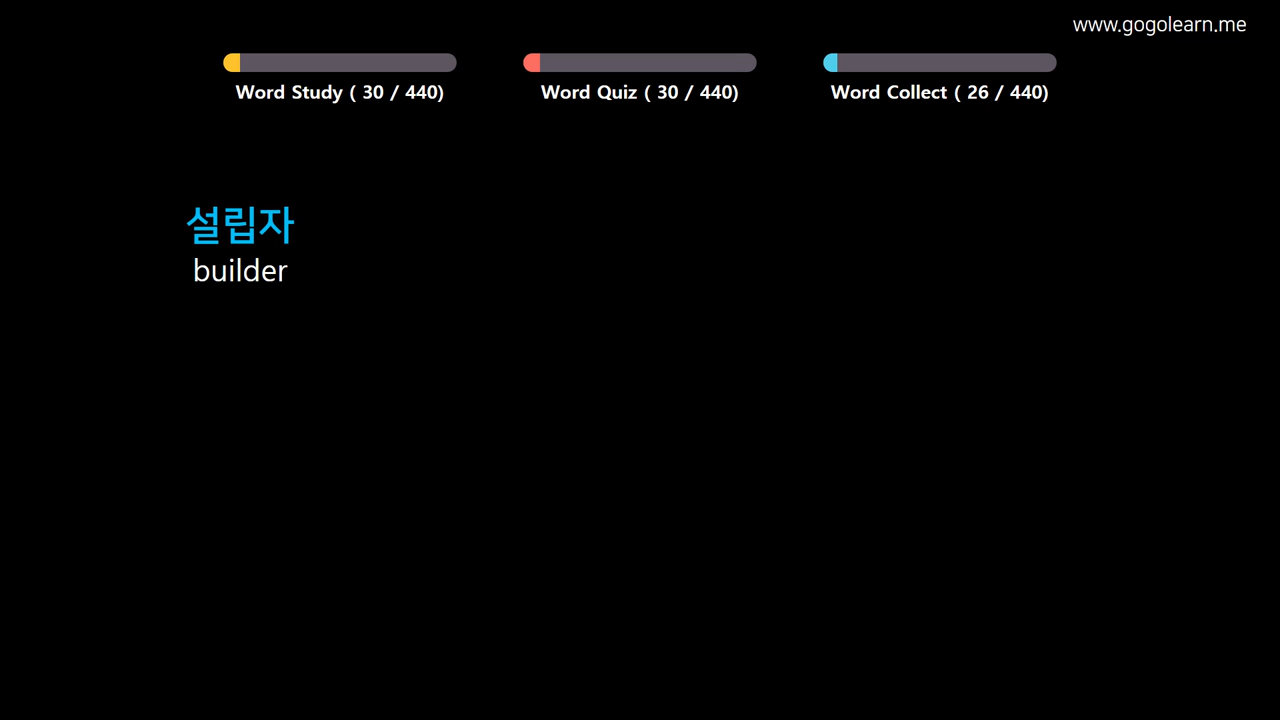 www.gogolearn.me
Word Study ( 30 / 440)
Word Quiz ( 30 / 440)
Word Collect ( 26 / 440)
설립자
builder